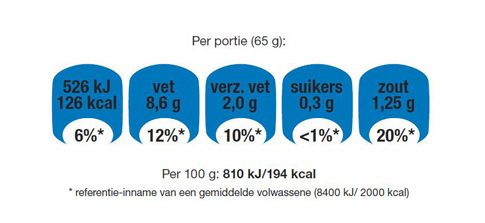 Per portie (65 g):
526 kJ
126 kcal
6%*
vet
8,6 g
12%*
verz. vet
2,0 g
10%*
suikers
0,3 g
<1%*
zout
1,25 g
20%*
Per 100 g: 810 kJ/194 kcal
* referentie-inname van een gemiddelde volwassene (8400 kJ/ 2000 kcal)